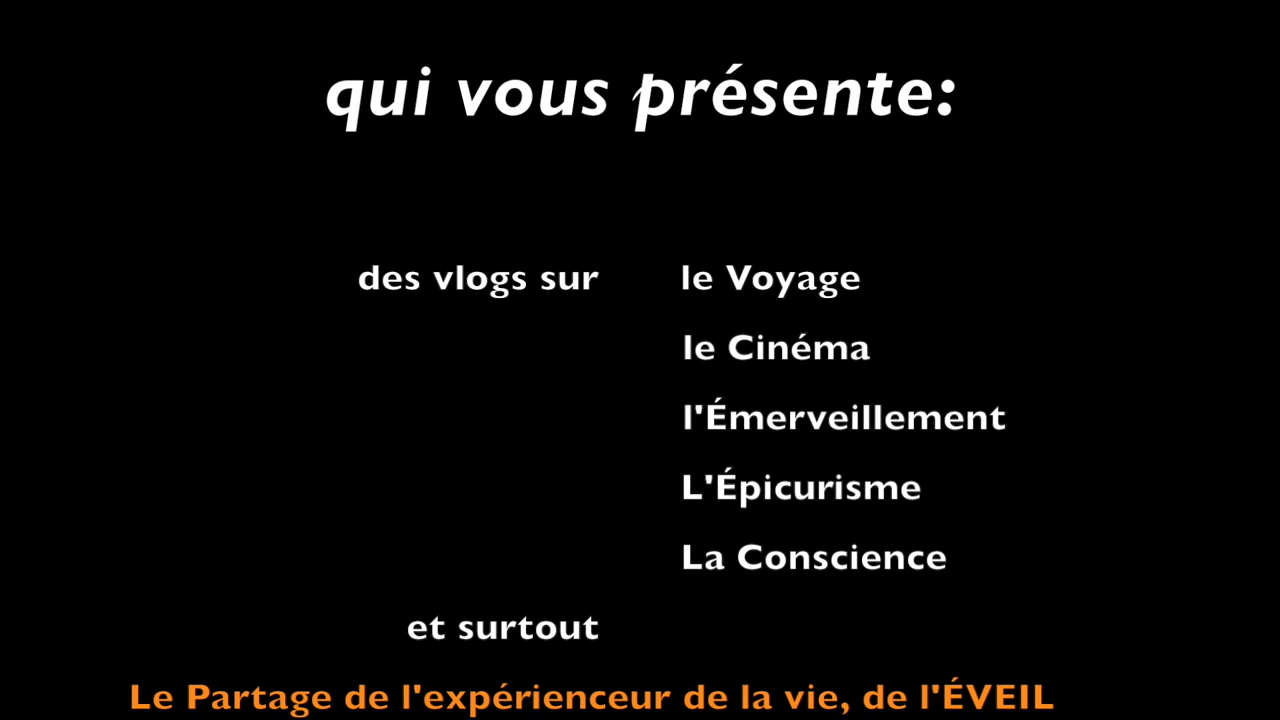 qui vous présente:
des vlogs sur le Voyage
le Cinéma
l'Émerveillement
L'Épicurisme
La Conscience
et surtout
Le Partage de l'expérienceur de la vie, de l'ÉVEIL